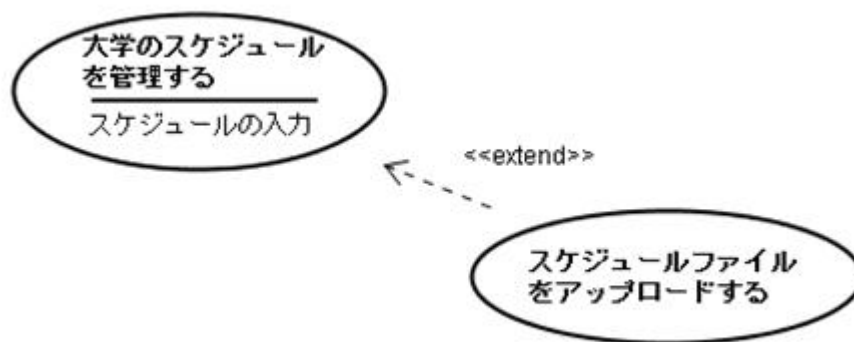 大学のスケジュール
を管理する
スケジュールの入力
<<extend>>
スケジュールファイル
をアップロードする